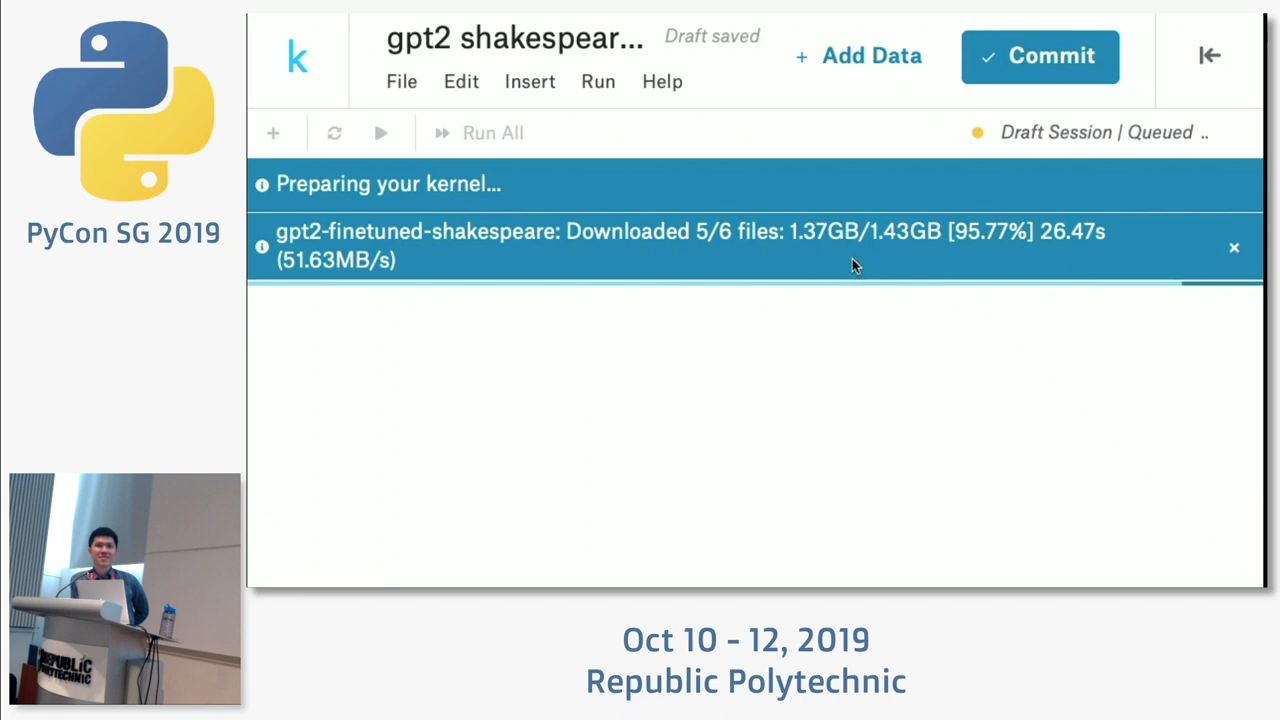 PyCon SG 2019
k
gpt2 shakespear...
Draft saved
File Edit Insert Run Help
+ Add Data
Commit
+
Run All
Draft Session | Queued ..
Preparing your kernel...
gpt2-finetuned-shakespeare: Downloaded 5/6 files: 1.37GB/1.43GB [95.77%] 26.47s
(51.63MB/s)
REPUBLIC
POLYTECHNIC
Oct 10 - 12, 2019
Republic Polytechnic